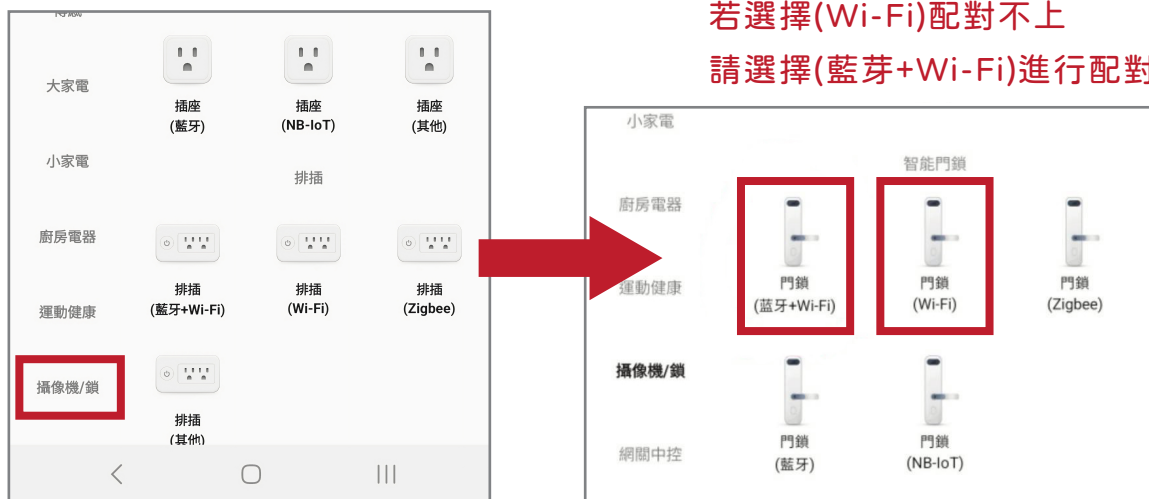 若選擇(Wi-Fi)配對不上
請選擇(藍芽+Wi-Fi)進行配對
大家電
插座
(藍牙)
插座
(NB-IoT)
插座
(其他)
小家電
排插
廚房電器
排插
(藍牙+Wi-Fi)
排插
(Wi-Fi)
排插
(Zigbee)
運動健康
攝像機/鎖
排插
(其他)
小家電
智能門鎖
廚房電器
門鎖
(蓝牙+Wi-Fi)
門鎖
(Wi-Fi)
門鎖
(Zigbee)
運動健康
攝像機/鎖
門鎖
(藍牙)
門鎖
(NB-IoT)
網關中控